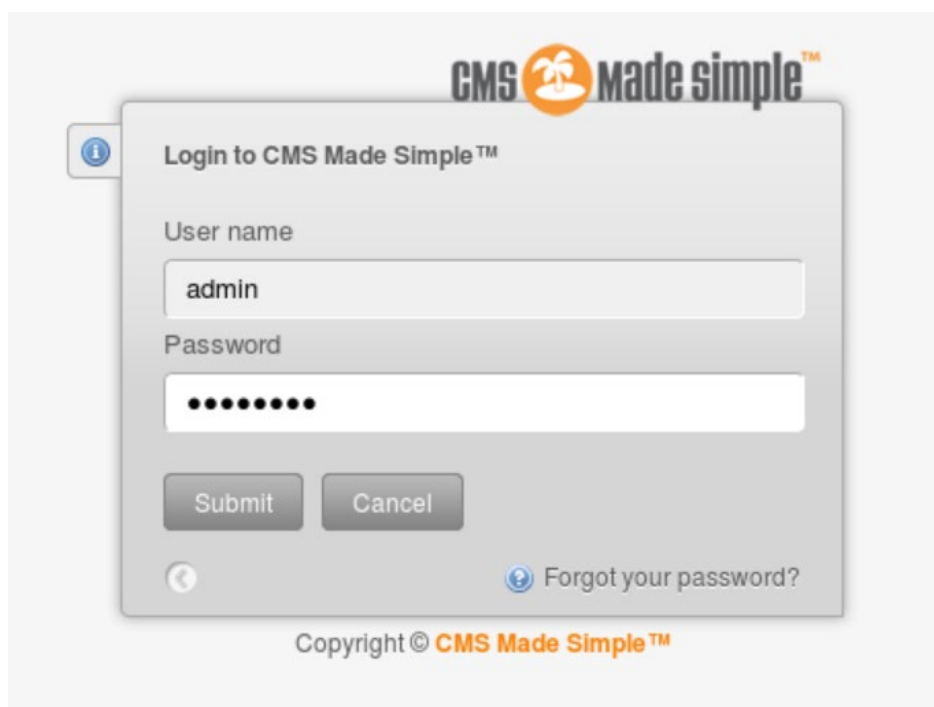 CMS Made Simple™
Login to CMS Made Simple™
User name
admin
Password
••••••••
Submit Cancel
Forgot your password?
Copyright © CMS Made Simple™